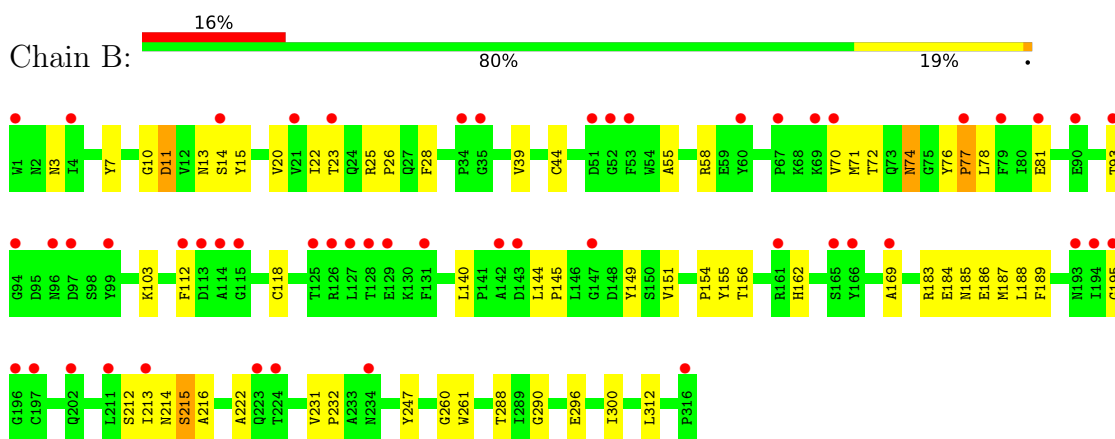 16%
Chain B:
80% 19% •
W1 N2 N3 I4 Y7 G10 D11 V12 N13 S14 Y15 V20 V21 I22 T23 Q24 R25 P26 Q27 F28 P34 G35 V39 C44 D51 G52 F53 W54 A55 R58 E59 Y60 P67 K68 K69 V70 M71 T72 Q73 N74 G75 Y76 P77 L78 F79 I80 E81 E90 T93
G94 D95 N96 D97 S98 Y99 K103 F112 D113 A114 G115 C118 T125 R126 L127 T128 E129 K130 F131 L140 P141 A142 D143 L144 P145 L146 G147 D148 Y149 S150 V151 P154 Y155 T156 R161 H162 S165 Y166 A169 R183 E184 N185 E186 M187 L188 F189 N193 I194 G195
G196 C197 Q202 L211 S212 I213 N214 S215 A216 A222 Q223 T224 V231 P232 A233 N234 Y247 G260 W261 T288 I289 G290 E296 I300 L312 P316